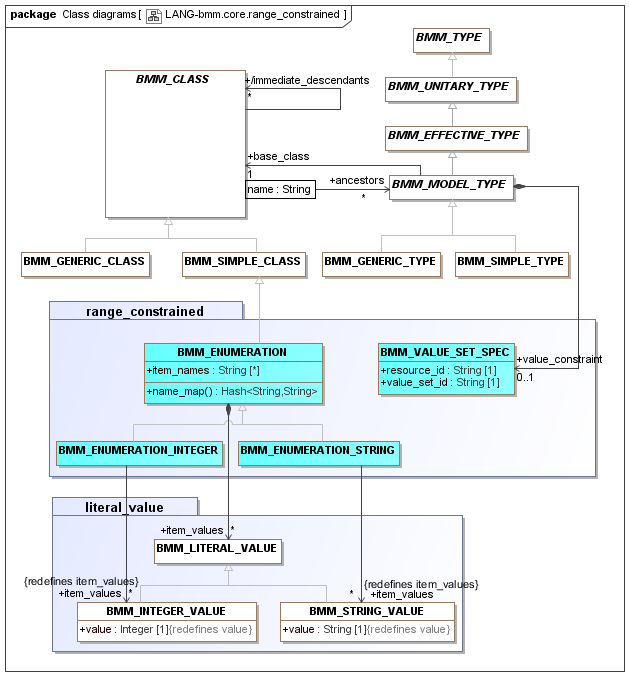 package Class diagrams [ LANG-bmm.core.range_constrained ]
BMM_TYPE
BMM_CLASS
+/immediate_descendants
*
BMM_UNITARY_TYPE
BMM_EFFECTIVE_TYPE
+base_class
1
name : String
+ancestors
*
BMM_MODEL_TYPE
BMM_GENERIC_CLASS
BMM_SIMPLE_CLASS
BMM_GENERIC_TYPE
BMM_SIMPLE_TYPE
range_constrained
BMM_ENUMERATION
+item_names : String [*]
+name_map() : Hash<String,String>
BMM_VALUE_SET_SPEC
+resource_id : String [1]
+value_set_id : String [1]
+value_constraint
0..1
BMM_ENUMERATION_INTEGER
BMM_ENUMERATION_STRING
literal_value
+item_values
*
BMM_LITERAL_VALUE
{redefines item_values}
+item_values
*
{redefines item_values}
+item_values
*
BMM_INTEGER_VALUE
+value : Integer [1]{redefines value}
BMM_STRING_VALUE
+value : String [1]{redefines value}